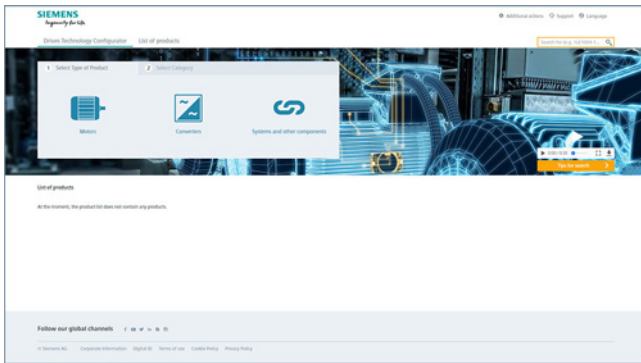 SIEMENS
Ingenuity for life
Additional actions Support Language
Drives Technology Configurator List of products
1 Select Type of Product 2 Select Category
Motors Converters Systems and other components
Tips for search
List of products
At the moment, the product list does not contain any products.
Follow our global channels
© Siemens AG Corporate Information Digital ID Terms of use Cookie Policy Privacy Policy